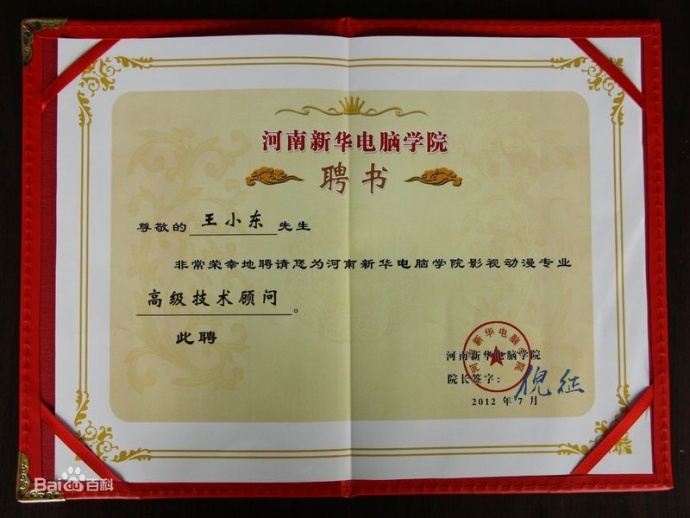 河南新华电脑学院
聘书
尊敬的 王小东 先生
非常荣幸地聘请您为河南新华电脑学院影视动漫专业
高级技术顾问。
此聘
河南新华电脑学院
河南新华电脑学院
院长签字：
2012 年 7 月
Bai百科